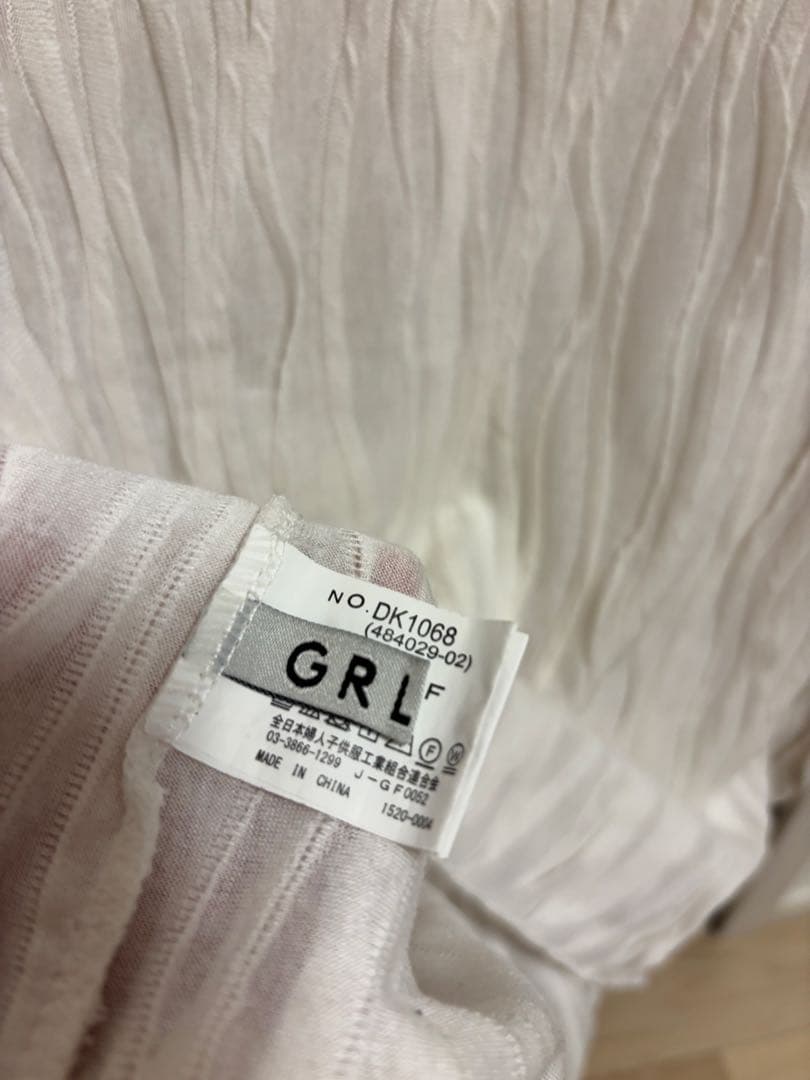 NO.DK1068
(484029-02)
GRL
F
全日本婦人子供服工業組合連合会
03-3866-1299 J-GF0052
MADE IN CHINA 1520-0004